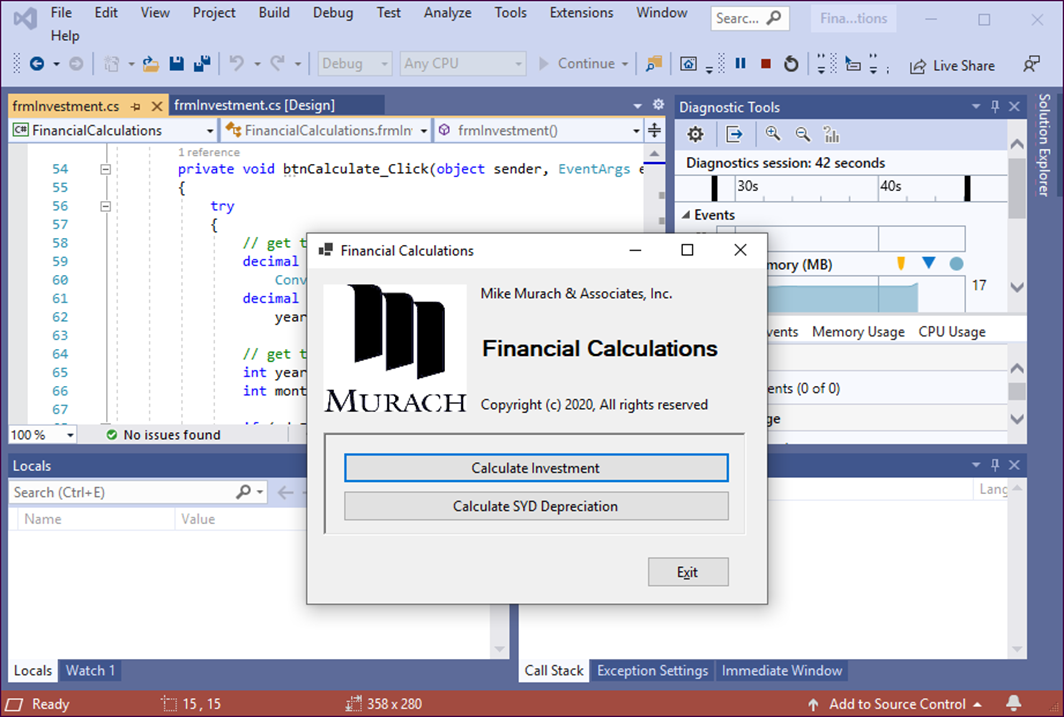 File Edit View Project Build Debug Test Analyze Tools Extensions Window Searc... Fina...tions
Help
Debug Any CPU Continue Live Share
frmInvestment.cs frmInvestment.cs [Design]
C# FinancialCalculations FinancialCalculations.frmIn frmInvestment()
1 reference
54 private void btnCalculate_Click(object sender, EventArgs e
55 {
56 try
57 {
58 // get t
59 decimal
60 Conv
61 decimal
62 year
63
64 // get t
65 int year
66 int mont
67
100 % No issues found
Diagnostic Tools
Diagnostics session: 42 seconds
30s 40s
Events
mory (MB)
17
vents Memory Usage CPU Usage
ents (0 of 0)
ge
Solution Explorer
Financial Calculations
Mike Murach & Associates, Inc.
Financial Calculations
MURACH
Copyright (c) 2020, All rights reserved
Calculate Investment
Calculate SYD Depreciation
Exit
Locals
Search (Ctrl+E)
Name Value
Lang
Locals Watch 1
Call Stack Exception Settings Immediate Window
Ready 15, 15 358 x 280 Add to Source Control